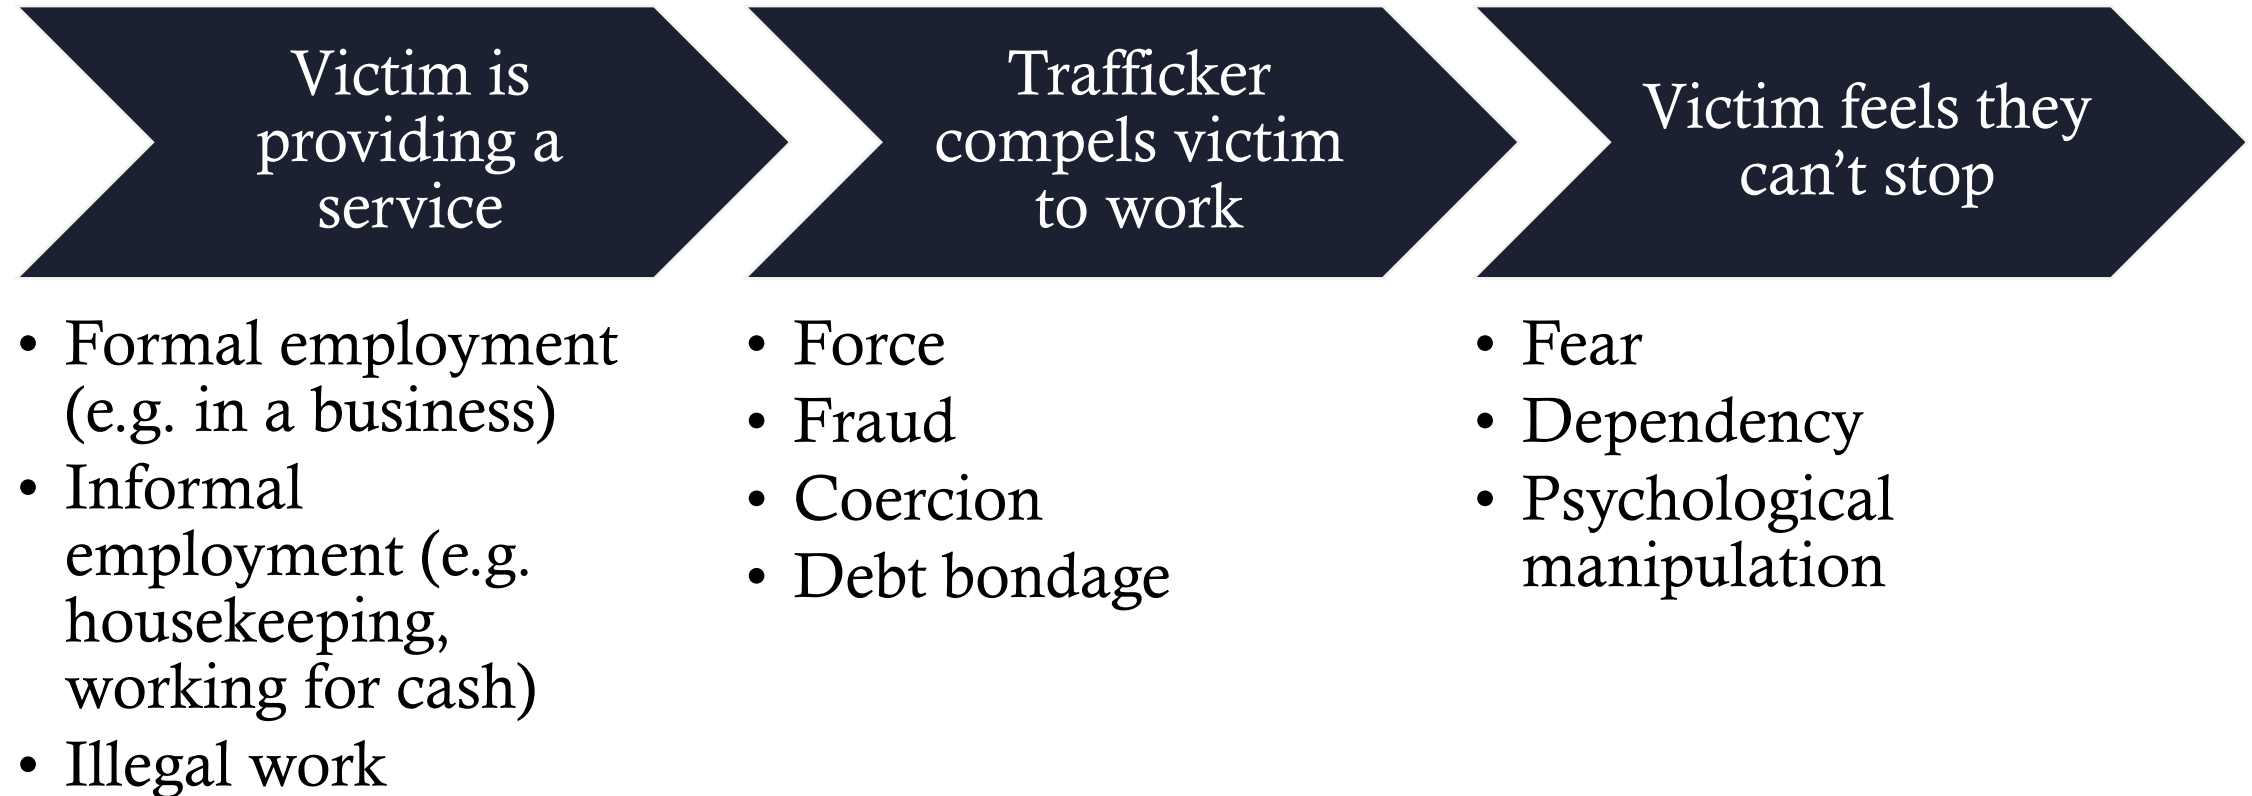 Victim is
providing a
service
Trafficker
compels victim
to work
Victim feels they
can’t stop
• Formal employment
(e.g. in a business)
• Informal
employment (e.g.
housekeeping,
working for cash)
• Illegal work
• Force
• Fraud
• Coercion
• Debt bondage
• Fear
• Dependency
• Psychological
manipulation